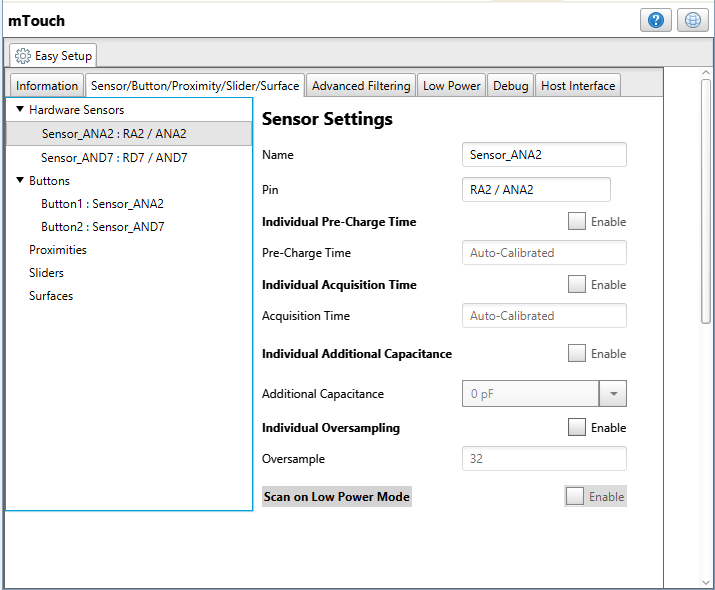 mTouch
Easy Setup
Information Sensor/Button/Proximity/Slider/Surface Advanced Filtering Low Power Debug Host Interface
Hardware Sensors
Sensor_ANA2 : RA2 / ANA2
Sensor_AND7 : RD7 / AND7
Buttons
Button1 : Sensor_ANA2
Button2 : Sensor_AND7
Proximities
Sliders
Surfaces
Sensor Settings
Name Sensor_ANA2
Pin RA2 / ANA2
Individual Pre-Charge Time Enable
Pre-Charge Time Auto-Calibrated
Individual Acquisition Time Enable
Acquisition Time Auto-Calibrated
Individual Additional Capacitance Enable
Additional Capacitance 0 pF
Individual Oversampling Enable
Oversample 32
Scan on Low Power Mode Enable